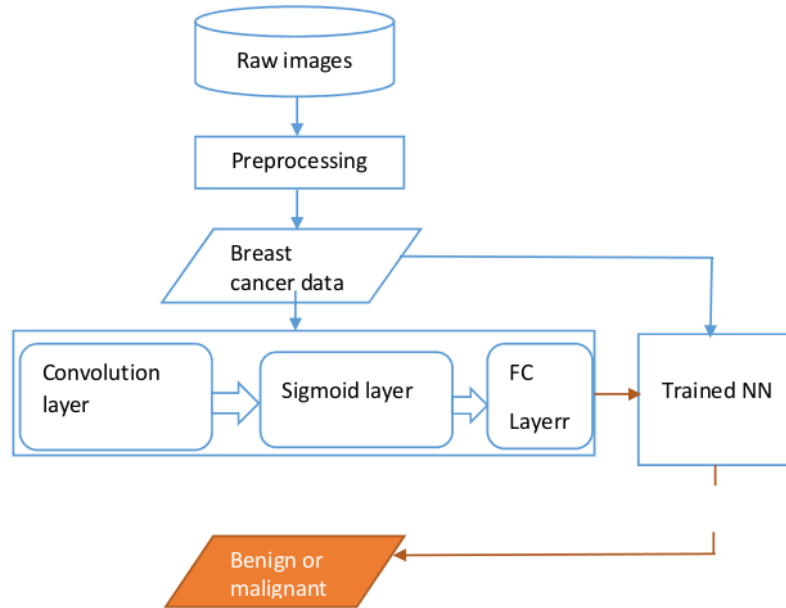 Raw images
Preprocessing
Breast
cancer data
Convolution
layer
Sigmoid layer
FC
Layerr
Trained NN
Benign or
malignant